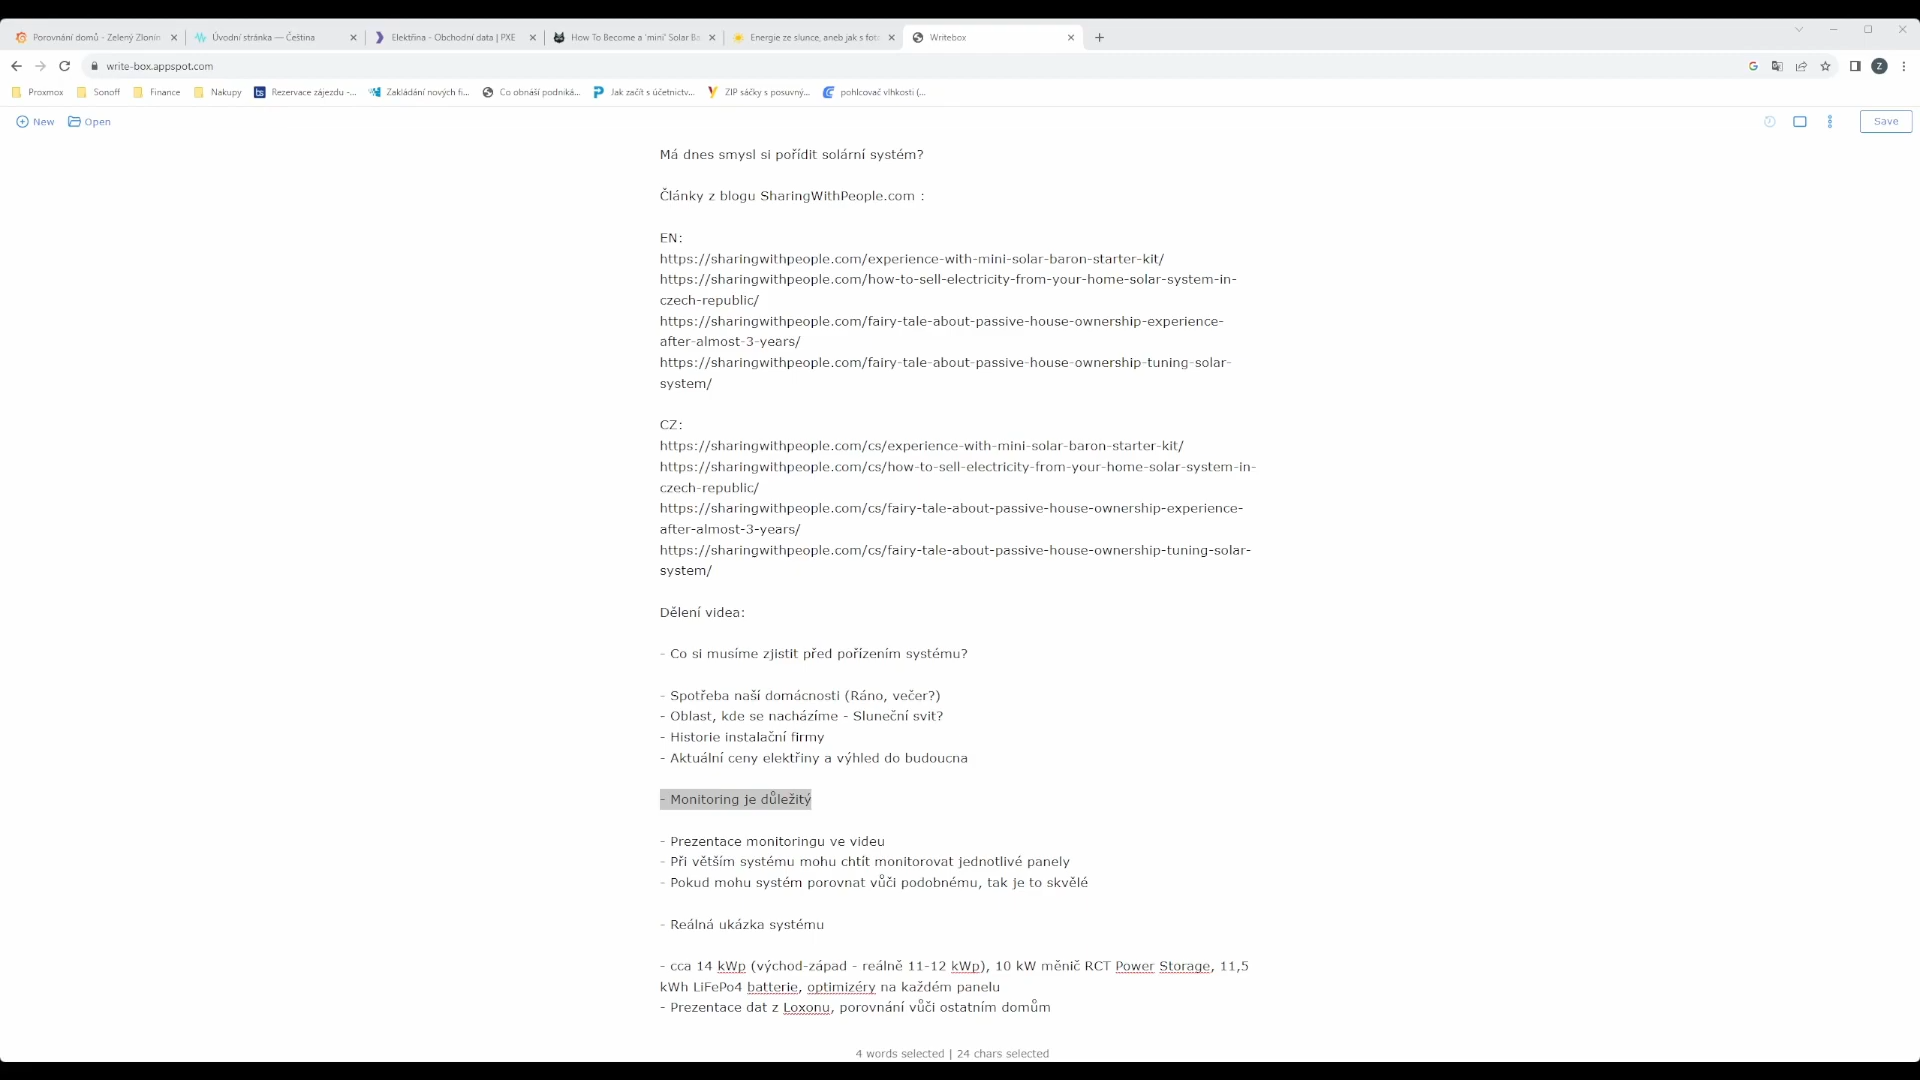 Porovnání domů - Zelený Zlonín
Úvodní stránka — Čeština
Elektřina - Obchodní data | PXE
How To Become a 'mini' Solar Ba
Energie ze slunce, aneb jak s fot
Writebox
write-box.appspot.com
Z
Proxmox
Sonoff
Finance
Nakupy
Rezervace zájezdu -...
Zakládání nových fi...
Co obnáší podniká...
Jak začít s účetnictv...
ZIP sáčky s posuvný...
pohlcovač vlhkosti (...
New
Open
Save
Má dnes smysl si pořídit solární systém?
Články z blogu SharingWithPeople.com :
EN:
https://sharingwithpeople.com/experience-with-mini-solar-baron-starter-kit/
https://sharingwithpeople.com/how-to-sell-electricity-from-your-home-solar-system-in-
czech-republic/
https://sharingwithpeople.com/fairy-tale-about-passive-house-ownership-experience-
after-almost-3-years/
https://sharingwithpeople.com/fairy-tale-about-passive-house-ownership-tuning-solar-
system/
CZ:
https://sharingwithpeople.com/cs/experience-with-mini-solar-baron-starter-kit/
https://sharingwithpeople.com/cs/how-to-sell-electricity-from-your-home-solar-system-in-
czech-republic/
https://sharingwithpeople.com/cs/fairy-tale-about-passive-house-ownership-experience-
after-almost-3-years/
https://sharingwithpeople.com/cs/fairy-tale-about-passive-house-ownership-tuning-solar-
system/
Dělení videa:
- Co si musíme zjistit před pořízením systému?
- Spotřeba naší domácnosti (Ráno, večer?)
- Oblast, kde se nacházíme - Sluneční svit?
- Historie instalační firmy
- Aktuální ceny elektřiny a výhled do budoucna
- Monitoring je důležitý
- Prezentace monitoringu ve videu
- Při větším systému mohu chtít monitorovat jednotlivé panely
- Pokud mohu systém porovnat vůči podobnému, tak je to skvělé
- Reálná ukázka systému
- cca 14 kWp (východ-západ - reálně 11-12 kWp), 10 kW měnič RCT Power Storage, 11,5
kWh LiFePo4 batterie, optimizéry na každém panelu
- Prezentace dat z Loxonu, porovnání vůči ostatním domům
4 words selected | 24 chars selected